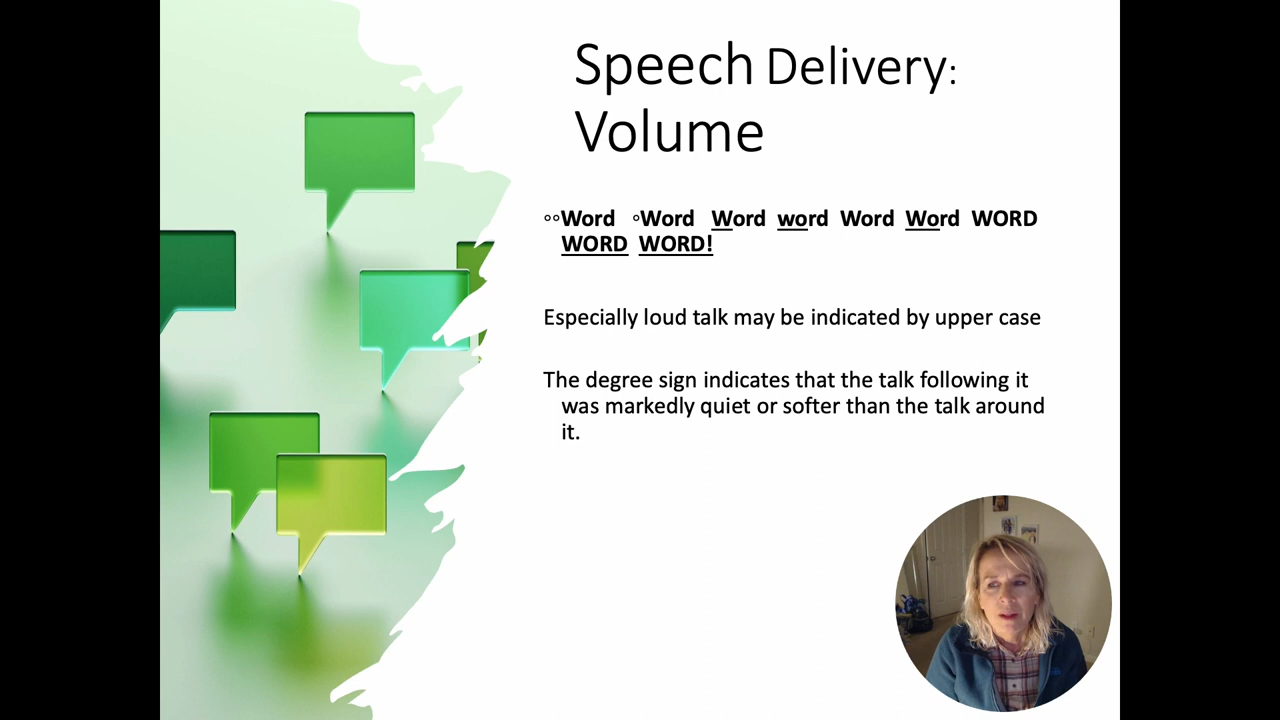 Speech Delivery:
Volume
°°Word °Word Word word Word Word WORD
WORD WORD!
Especially loud talk may be indicated by upper case
The degree sign indicates that the talk following it
was markedly quiet or softer than the talk around
it.